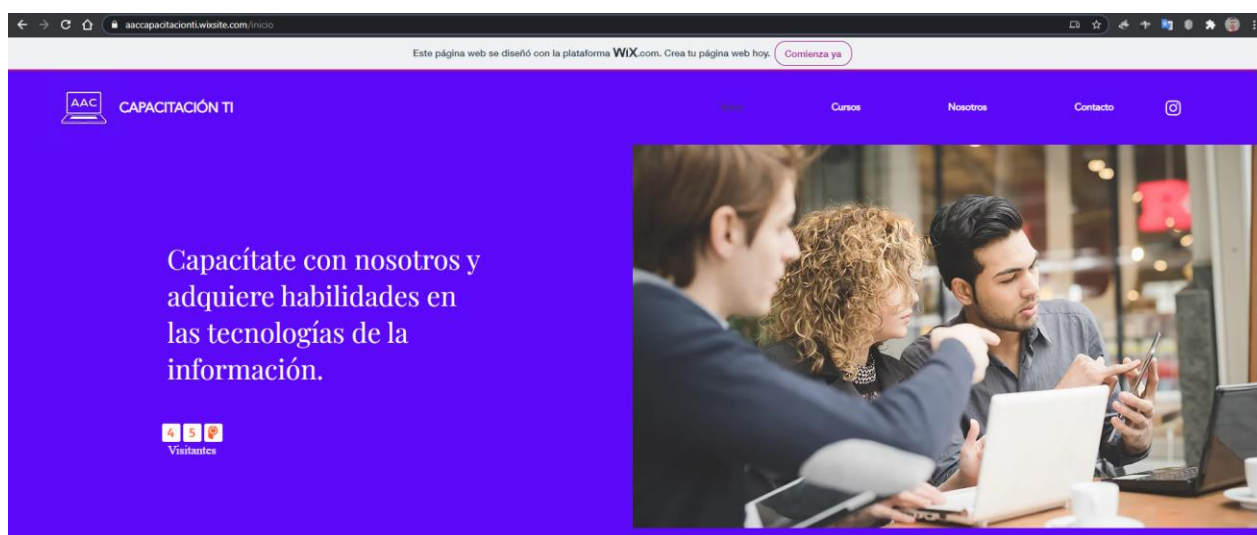 aaccapacitacionti.wixsite.com/inicio
Este página web se diseñó con la plataforma WiX.com. Crea tu página web hoy. Comienza ya
AAC CAPACITACIÓN TI
Inicio Cursos Nosotros Contacto
Capacítate con nosotros y
adquiere habilidades en
las tecnologías de la
información.
4 5
Visitantes
R